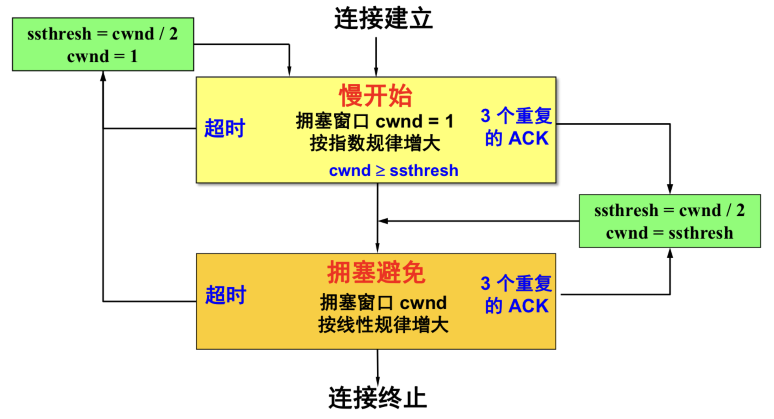 连接建立
ssthresh = cwnd / 2
cwnd = 1
慢开始
超时
拥塞窗口 cwnd = 1
按指数规律增大
3 个重复
的 ACK
cwnd ≥ ssthresh
ssthresh = cwnd / 2
cwnd = ssthresh
拥塞避免
超时
拥塞窗口 cwnd
按线性规律增大
3 个重复
的 ACK
连接终止